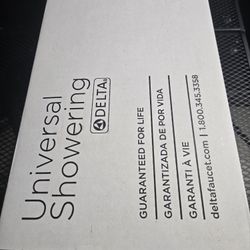 Universal
Showering
DELTA
GUARANTEED FOR LIFE
GARANTIZADA DE POR VIDA
GARANTI À VIE
deltafaucet.com | 1.800.345.3358